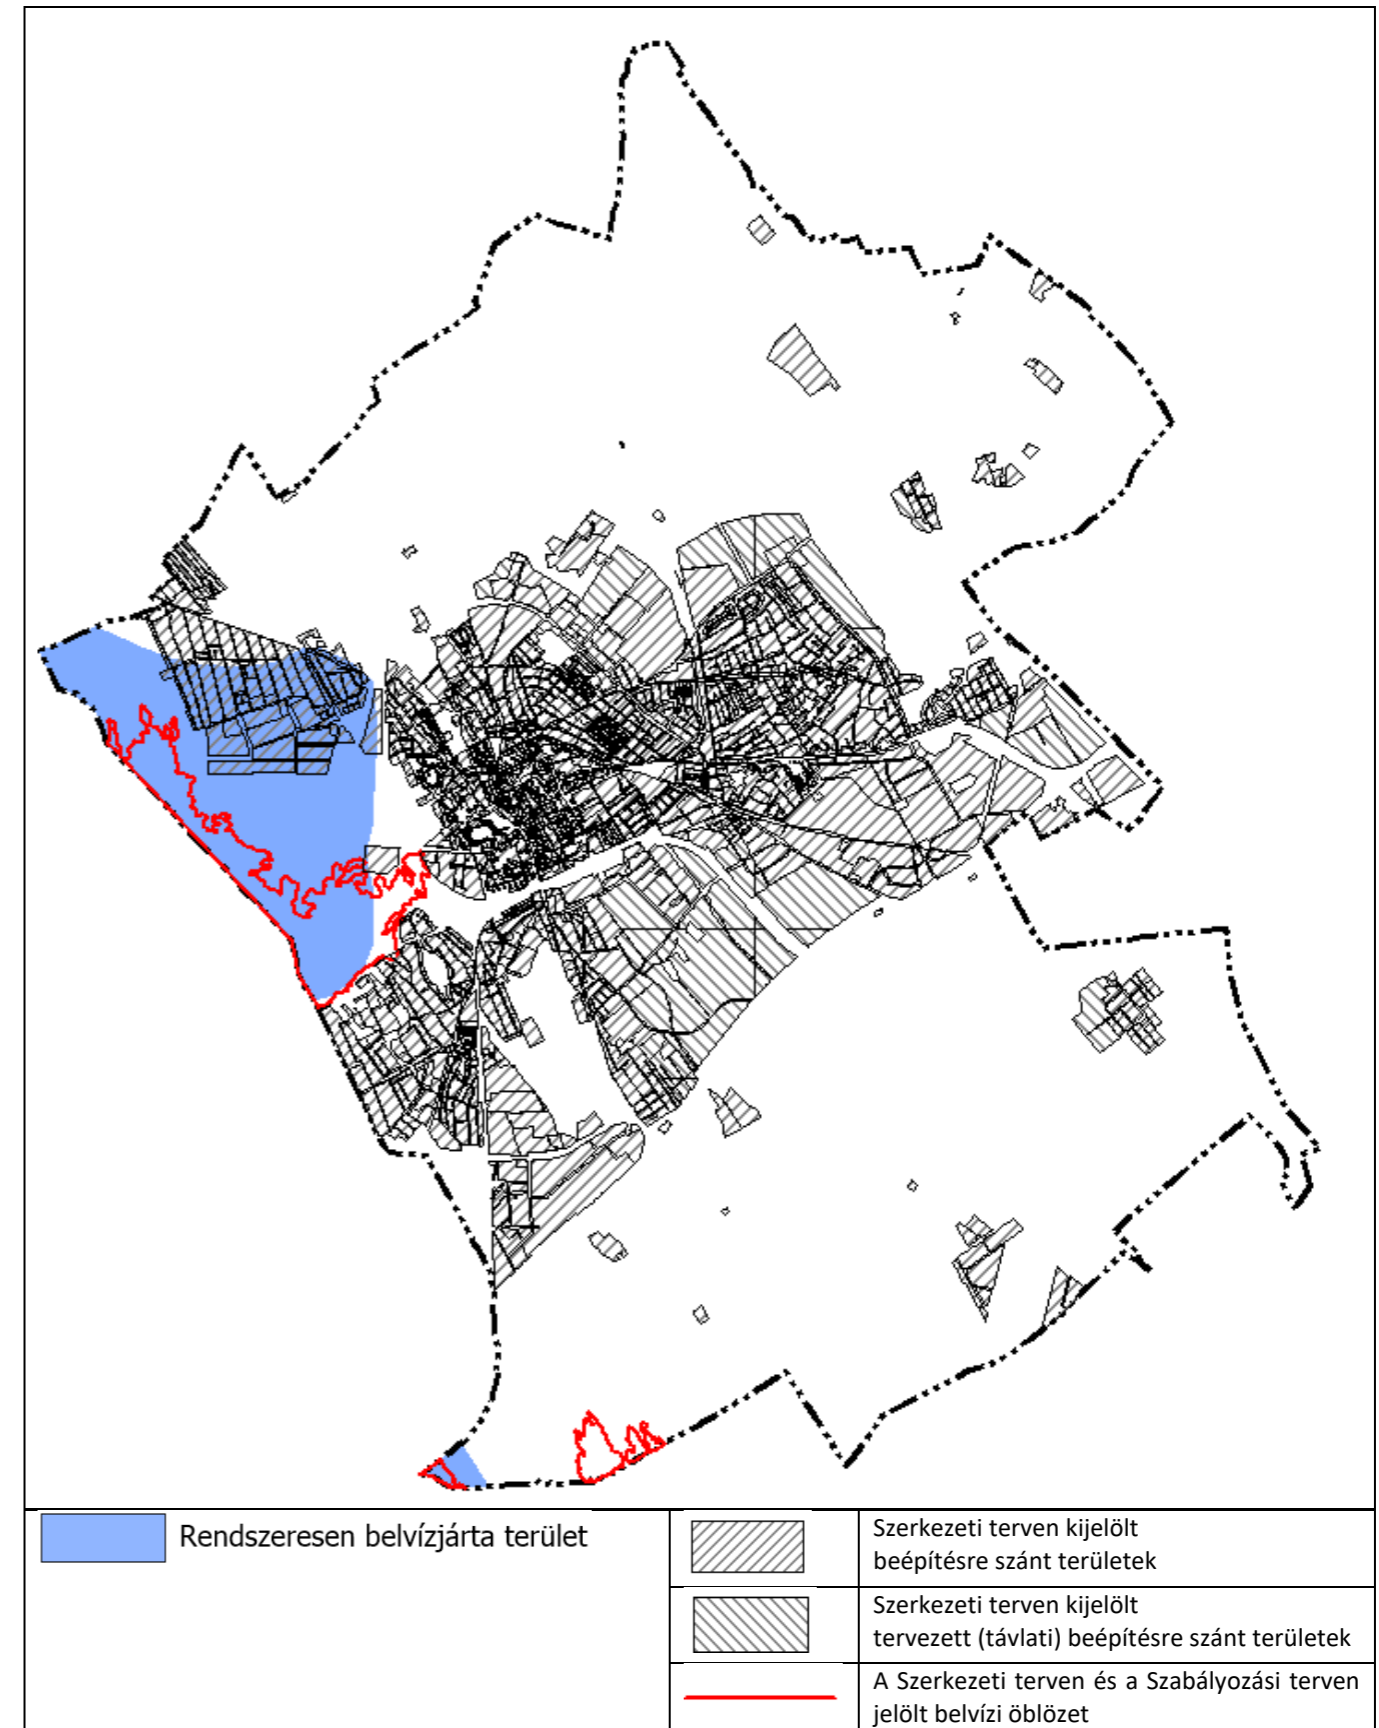 Rendszeresen belvízjárta terület
Szerkezeti terven kijelölt
beépítésre szánt területek
Szerkezeti terven kijelölt
tervezett (távlati) beépítésre szánt területek
A Szerkezeti terven és a Szabályozási terven
jelölt belvízi öblözet